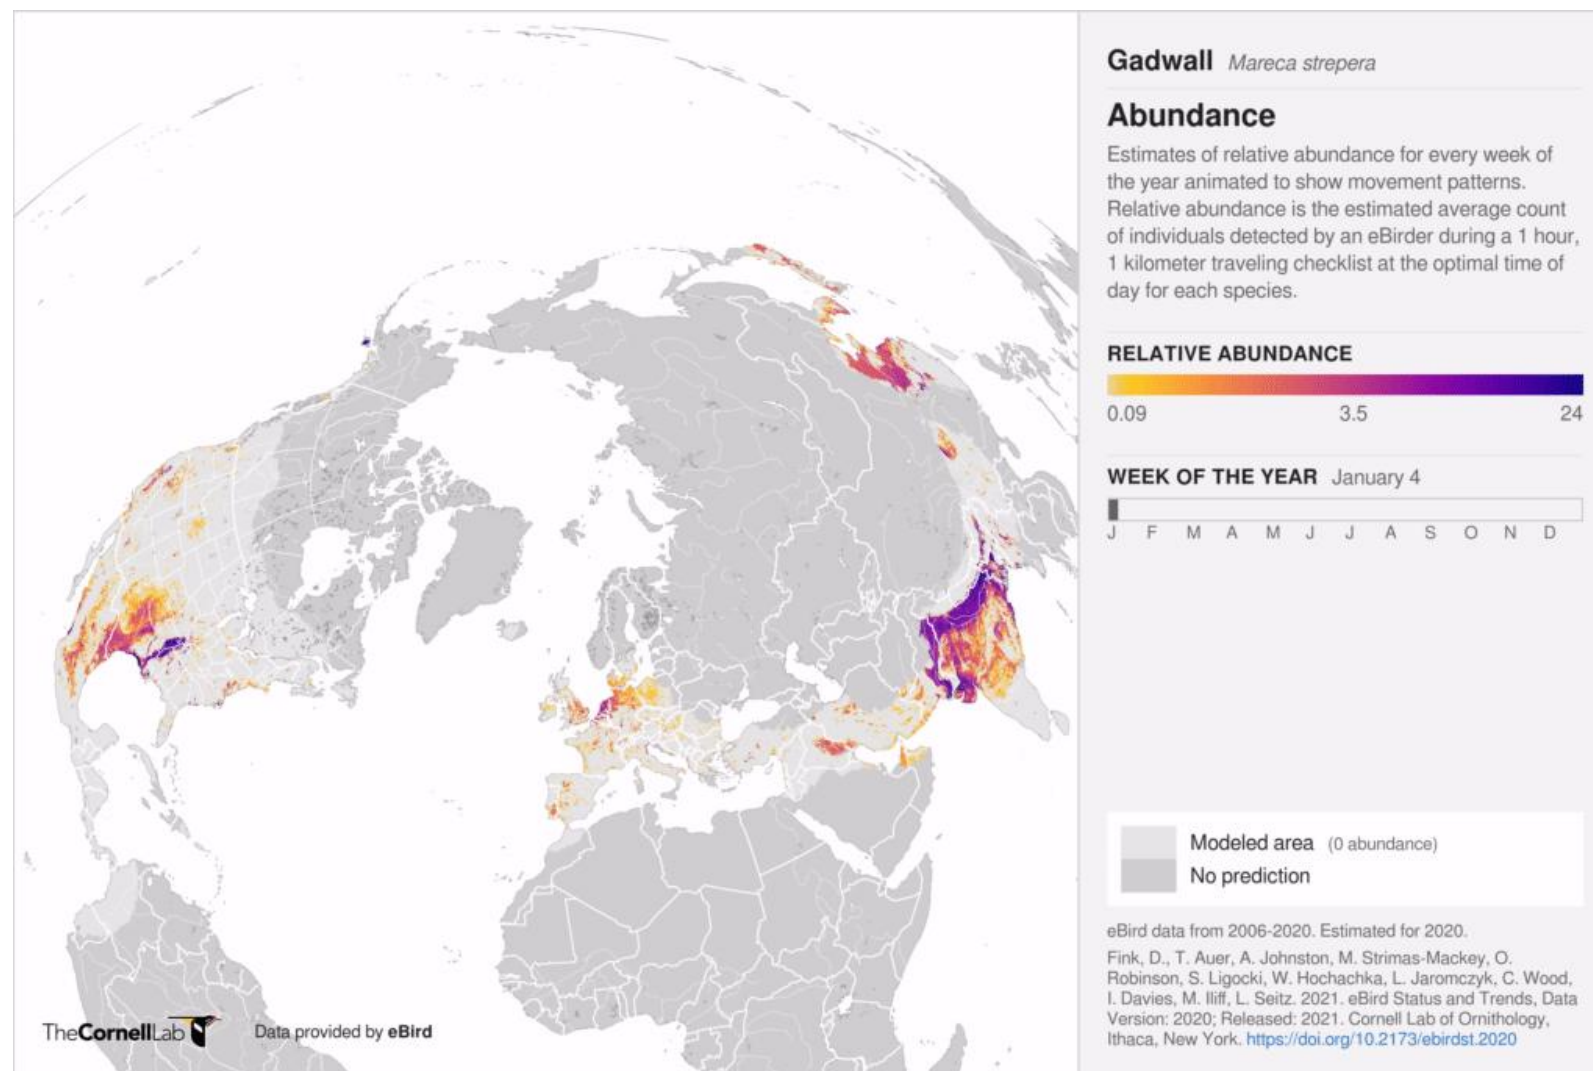 Gadwall Mareca strepera
Abundance
Estimates of relative abundance for every week of
the year animated to show movement patterns.
Relative abundance is the estimated average count
of individuals detected by an eBirder during a 1 hour,
1 kilometer traveling checklist at the optimal time of
day for each species.
RELATIVE ABUNDANCE
0.09 3.5 24
WEEK OF THE YEAR January 4
J F M A M J J A S O N D
Modeled area (0 abundance)
No prediction
eBird data from 2006-2020. Estimated for 2020.
Fink, D., T. Auer, A. Johnston, M. Strimas-Mackey, O.
Robinson, S. Ligocki, W. Hochachka, L. Jaromczyk, C. Wood,
I. Davies, M. Iliff, L. Seitz. 2021. eBird Status and Trends, Data
Version: 2020; Released: 2021. Cornell Lab of Ornithology,
Ithaca, New York. https://doi.org/10.2173/ebirdst.2020
TheCornellLab Data provided by eBird